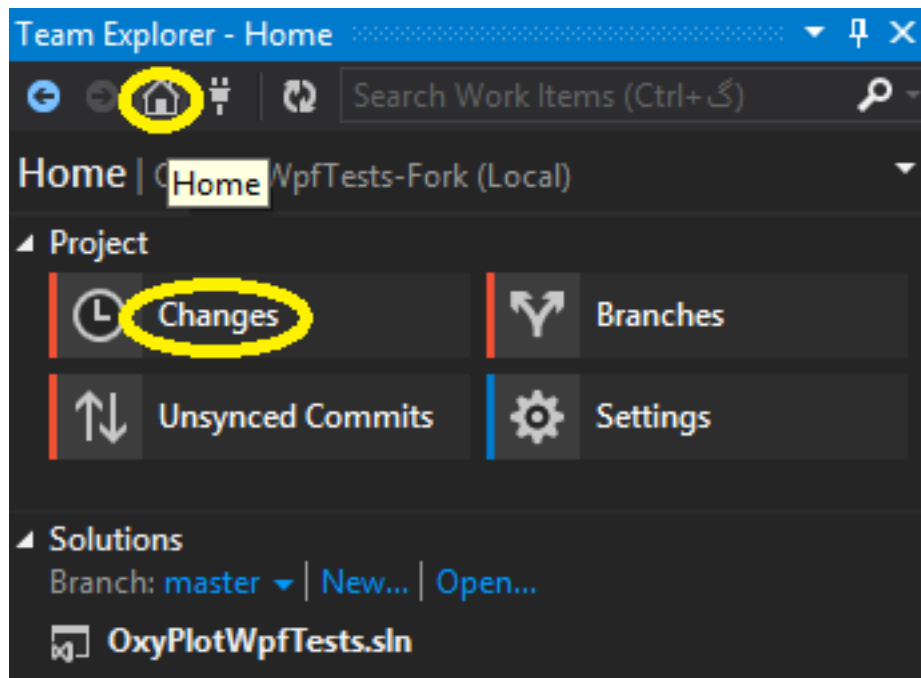 Team Explorer - Home
Search Work Items (Ctrl+گ)
Home | WpfTests-Fork (Local)
Home
Project
Changes
Branches
Unsynced Commits
Settings
Solutions
Branch: master | New... | Open...
OxyPlotWpfTests.sln